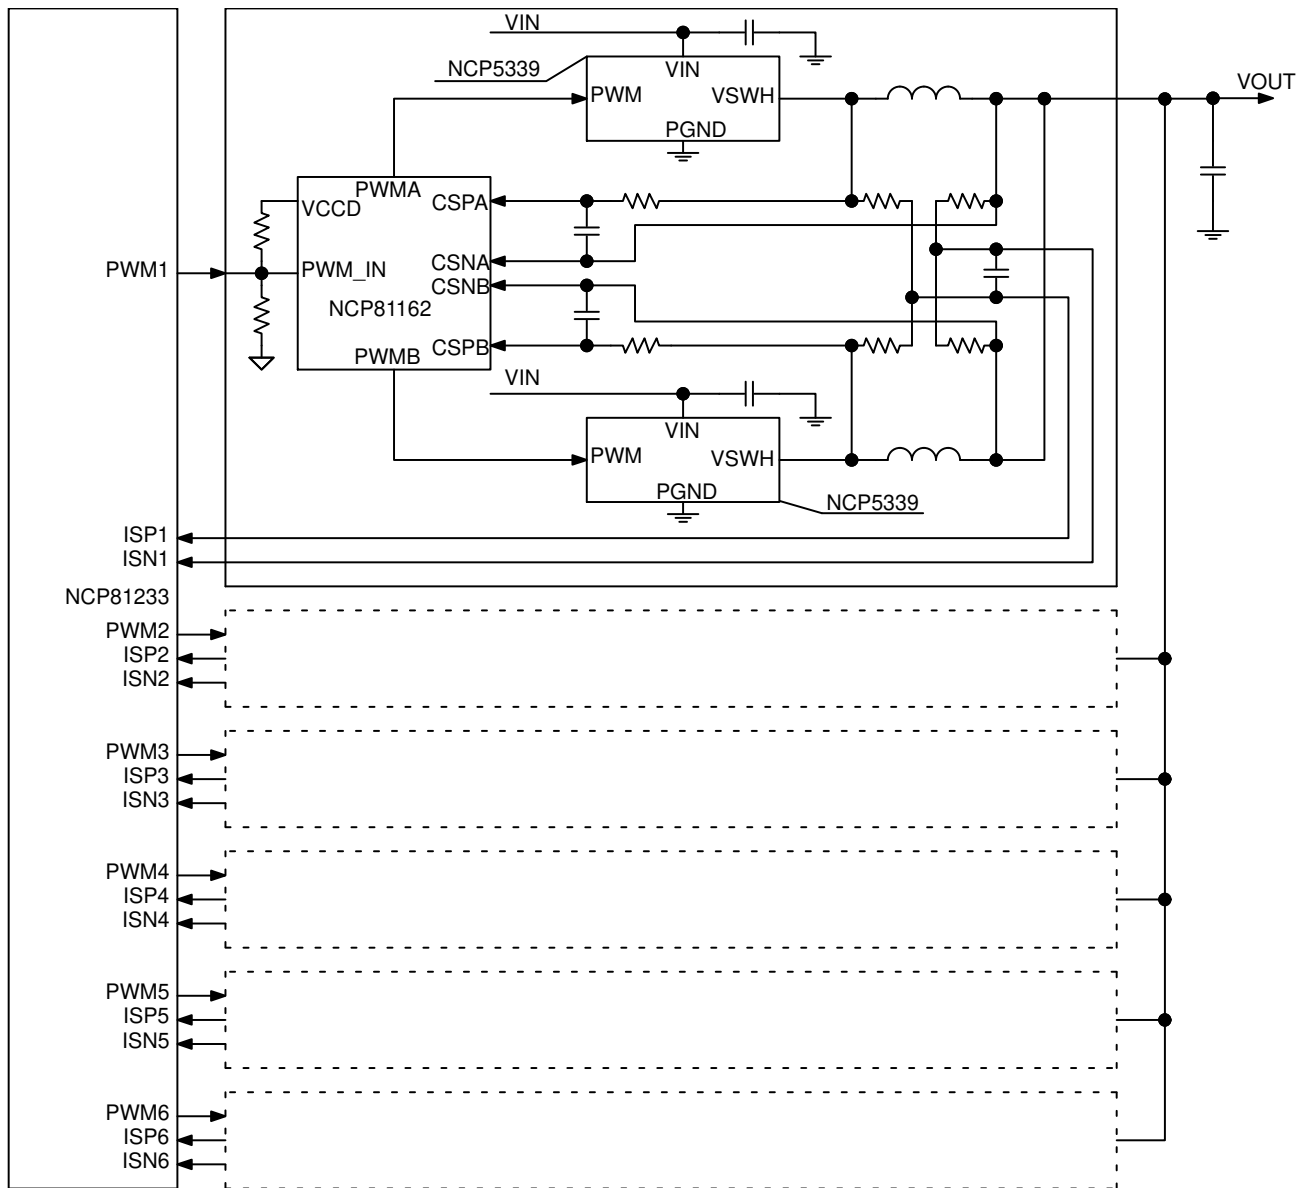 VIN
VOUT
NCP5339
VIN
PWM
VSWH
PGND
PWMA
VCCD
CSPA
PWM1
PWM_IN
CSNA
CSNB
NCP81162
CSPB
PWMB
VIN
VIN
PWM
VSWH
PGND
NCP5339
ISP1
ISN1
NCP81233
PWM2
ISP2
ISN2
PWM3
ISP3
ISN3
PWM4
ISP4
ISN4
PWM5
ISP5
ISN5
PWM6
ISP6
ISN6